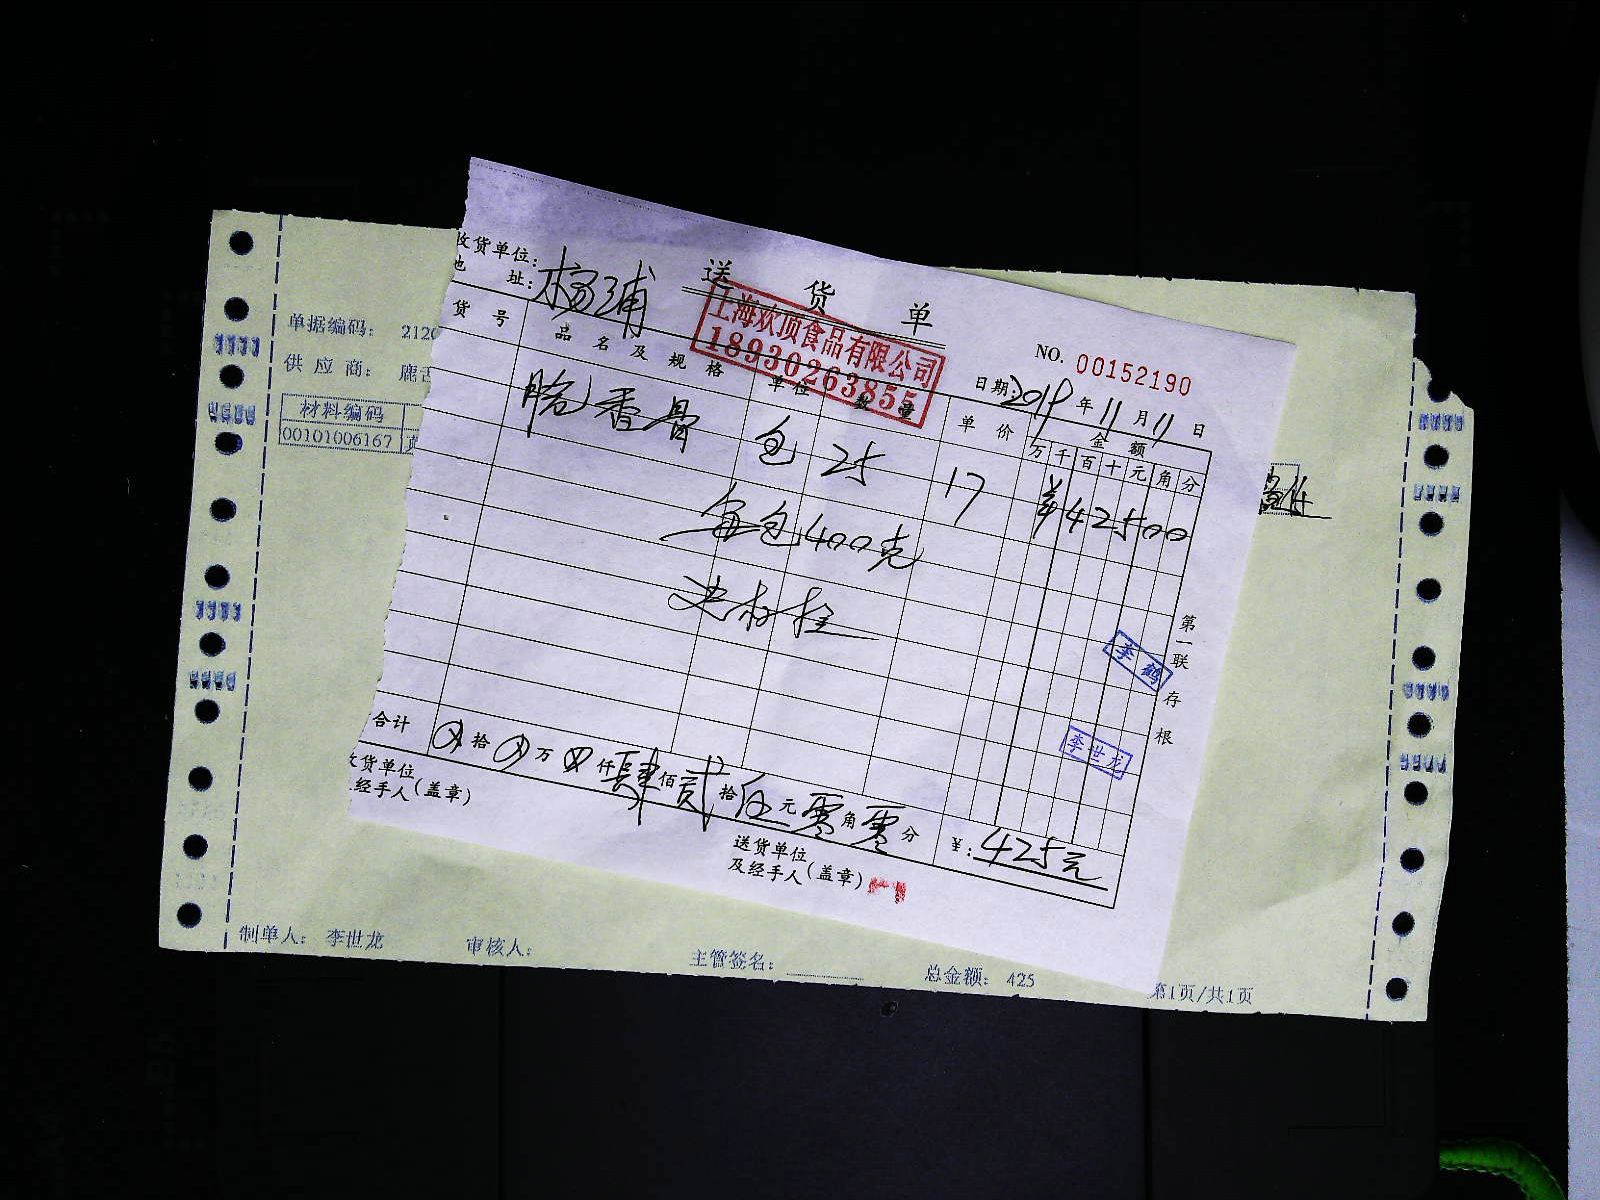 送货单
收货单位:
地 址: 杨浦
上海欢顶食品有限公司
18930263855
NO. 00152190
日期 2019 年 11 月 11 日
货号 品名及规格 单位 数量 单价 金额
万 千 百 十 元 角 分
脆香骨 包 25 17 ¥42500
每包400克
第一联 存根
李鹤
李世龙
合计 拾 万 仟 肆 佰 贰 拾 伍 元 零 角 零 分 ¥: 425元
收货单位
及经手人(盖章)
送货单位
及经手人(盖章)
单据编码: 2120
供应商: 鹿
材料编码
00101006167
制单人: 李世龙 审核人: 主管签名: 总金额: 425
第1页/共1页